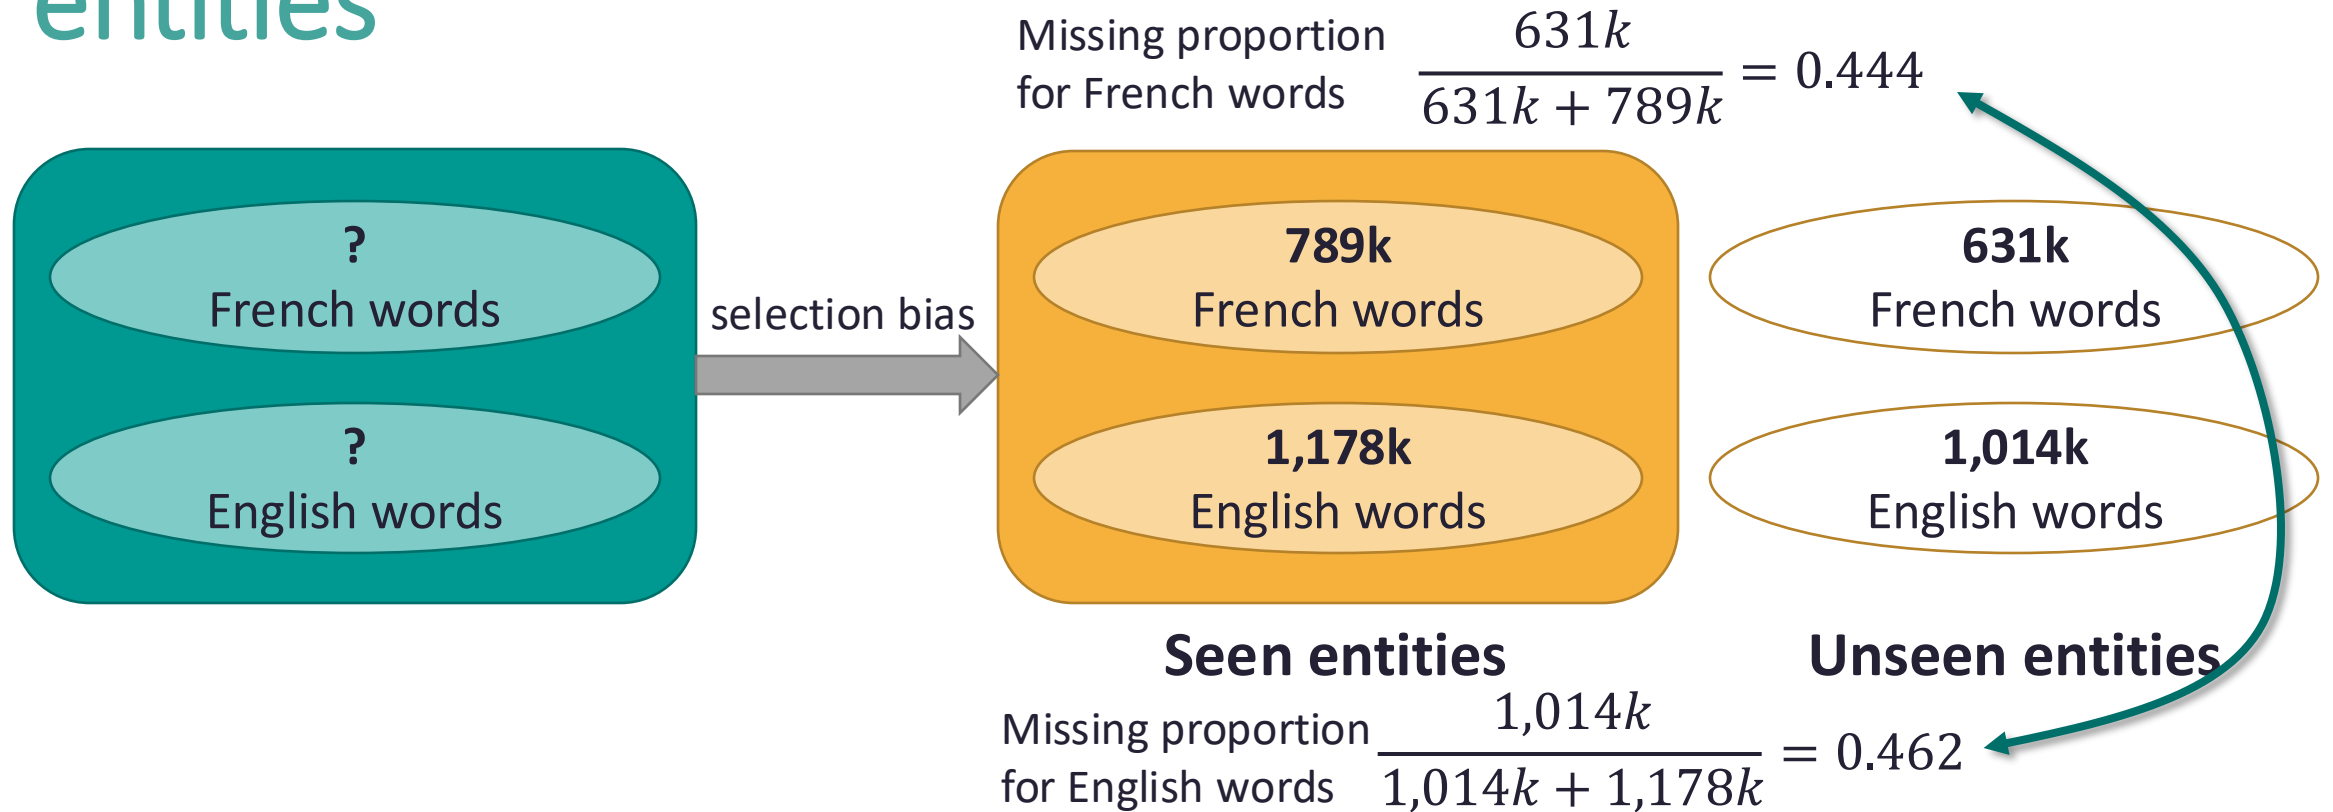 entities
Missing proportion
for French words
631k
631k + 789k
= 0.444
?
French words
?
English words
selection bias
789k
French words
1,178k
English words
631k
French words
1,014k
English words
Seen entities
Unseen entities
Missing proportion
for English words
1,014k
1,014k + 1,178k
= 0.462